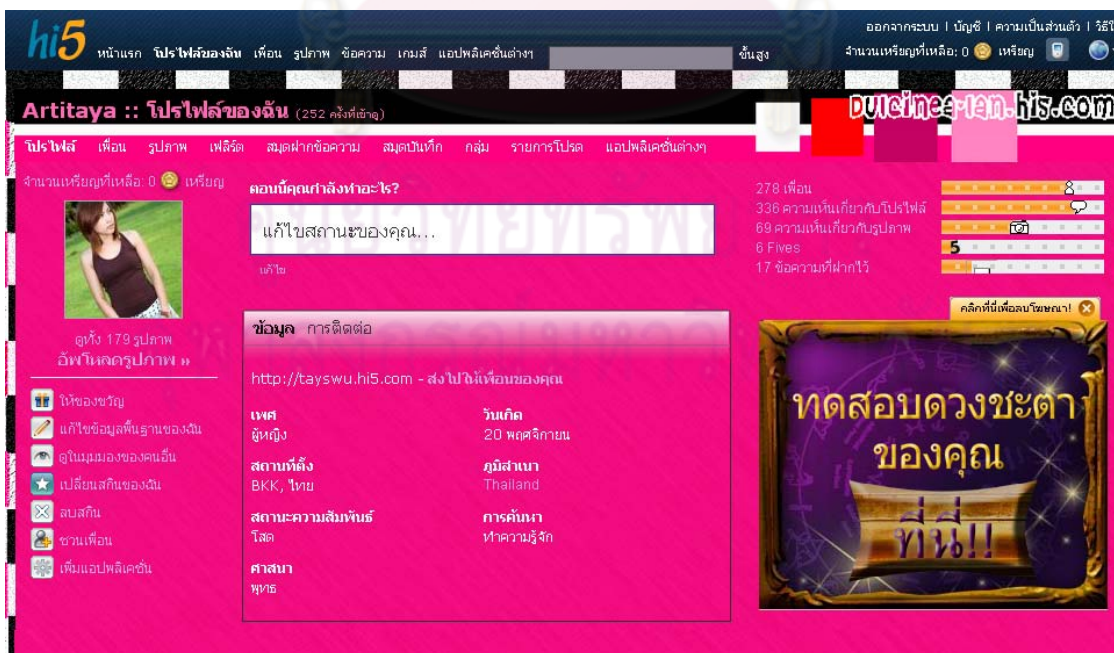 hi5
หน้าแรก โปรไฟล์ของฉัน เพื่อน รูปภาพ ข้อความ เกมส์ แอปพลิเคชั่นต่างๆ ขั้นสูง
ออกจากระบบ | บัญชี | ความเป็นส่วนตัว | วิธีใ
จำนวนเหรียญที่เหลือ: 0 เหรียญ
Artitaya :: โปรไฟล์ของฉัน (252 ครั้งที่เข้าดู)
Dulcinea-lan.hi5.com
โปรไฟล์ เพื่อน รูปภาพ เฟลิร์ต สมุดฝากข้อความ สมุดบันทึก กลุ่ม รายการโปรด แอปพลิเคชั่นต่างๆ
จำนวนเหรียญที่เหลือ: 0 เหรียญ
ดูทั้ง 179 รูปภาพ
อัพโหลดรูปภาพ »
ให้ของขวัญ
แก้ไขข้อมูลพื้นฐานของฉัน
ดูในมุมมองของคนอื่น
เปลี่ยนสกินของฉัน
ลบสกิน
ชวนเพื่อน
เพิ่มแอปพลิเคชั่น
ตอนนี้คุณกำลังทำอะไร?
แก้ไขสถานะของคุณ...
แก้ไข
ข้อมูล การติดต่อ
http://tayswu.hi5.com - ส่งไปให้เพื่อนของคุณ
เพศ
ผู้หญิง
วันเกิด
20 พฤศจิกายน
สถานที่ตั้ง
BKK, ไทย
ภูมิลำเนา
Thailand
สถานะความสัมพันธ์
โสด
การค้นหา
ทำความรู้จัก
ศาสนา
พุทธ
278 เพื่อน
336 ความเห็นเกี่ยวกับโปรไฟล์
69 ความเห็นเกี่ยวกับรูปภาพ
6 Fives
5
17 ข้อความที่ฝากไว้
คลิกที่นี่เพื่อลบโฆษณา!
ทดสอบดวงชะตา
ของคุณ
ที่นี่!!